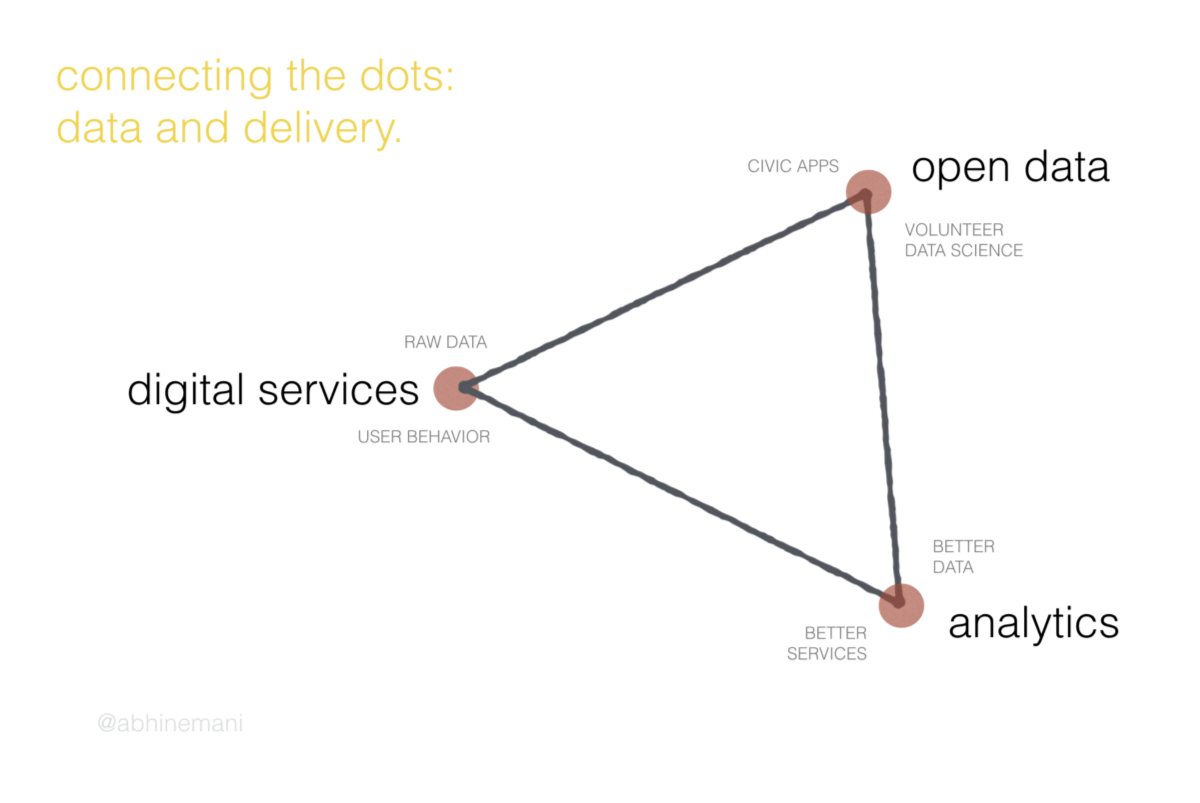 connecting the dots:
data and delivery.
CIVIC APPS
open data
VOLUNTEER
DATA SCIENCE
RAW DATA
digital services
USER BEHAVIOR
BETTER
DATA
analytics
BETTER
SERVICES
@abhinemani